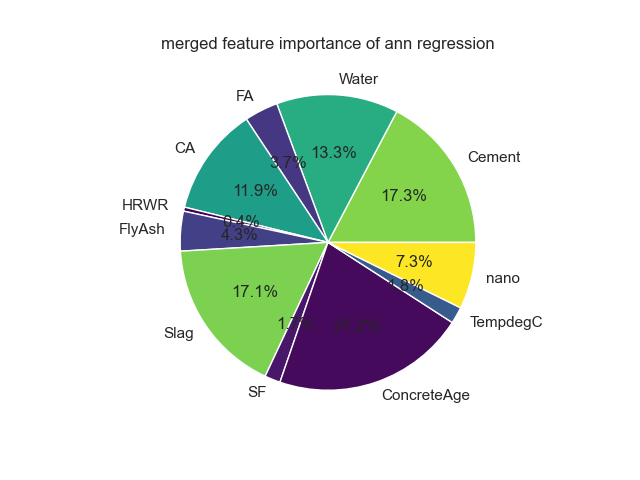 merged feature importance of ann regression
Water
FA
Cement
CA
3.7%
13.3%
17.3%
11.9%
HRWR
0.4%
FlyAsh
4.3%
7.3%
nano
17.1%
TempdegC
Slag
SF
ConcreteAge